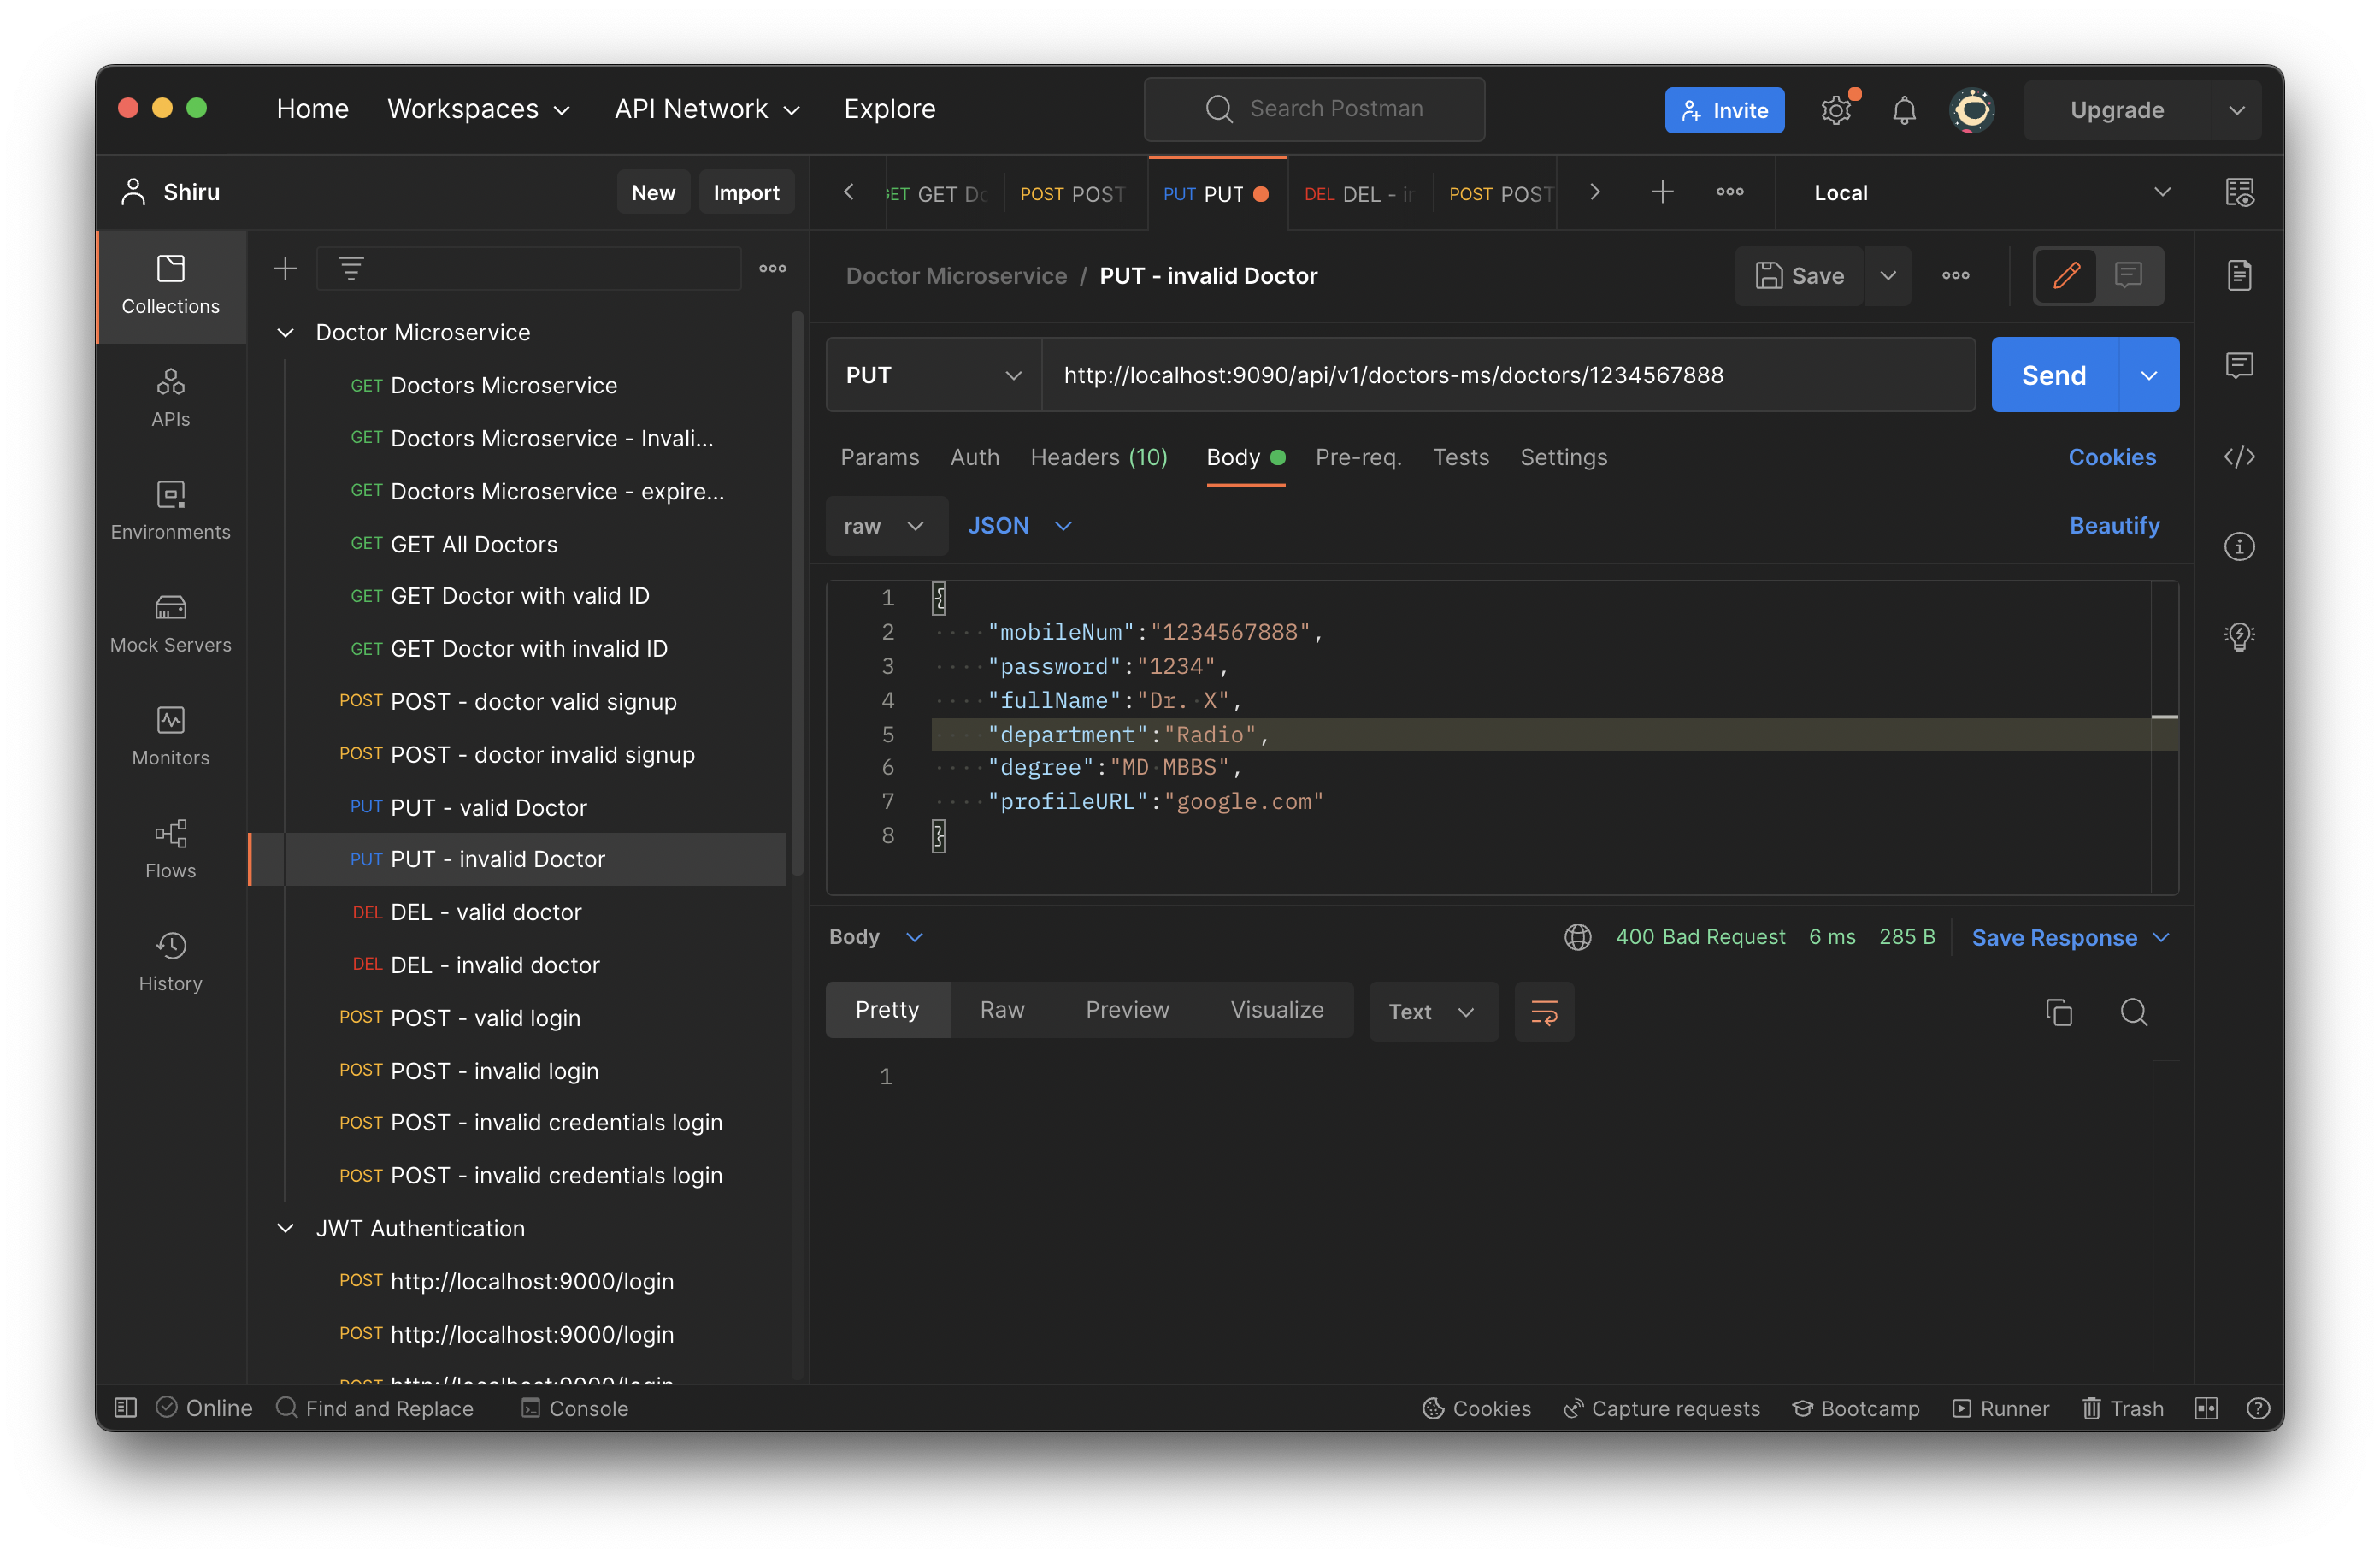 Home Workspaces API Network Explore Search Postman Invite Upgrade
Shiru New Import
GET D POST POST PUT PUT DEL DEL - POST POST Local
Collections
APIs
Environments
Mock Servers
Monitors
Flows
History
Doctor Microservice
GET Doctors Microservice
GET Doctors Microservice - Invali...
GET Doctors Microservice - expire...
GET GET All Doctors
GET GET Doctor with valid ID
GET GET Doctor with invalid ID
POST POST - doctor valid signup
POST POST - doctor invalid signup
PUT PUT - valid Doctor
PUT PUT - invalid Doctor
DEL DEL - valid doctor
DEL DEL - invalid doctor
POST POST - valid login
POST POST - invalid login
POST POST - invalid credentials login
POST POST - invalid credentials login
JWT Authentication
POST http://localhost:9000/login
POST http://localhost:9000/login
Doctor Microservice / PUT - invalid Doctor Save
PUT http://localhost:9090/api/v1/doctors-ms/doctors/1234567888 Send
Params Auth Headers (10) Body Pre-req. Tests Settings Cookies
raw JSON Beautify
1 {
2 "mobileNum":"1234567888",
3 "password":"1234",
4 "fullName":"Dr. X",
5 "department":"Radio",
6 "degree":"MD MBBS",
7 "profileURL":"google.com"
8 }
Body 400 Bad Request 6 ms 285 B Save Response
Pretty Raw Preview Visualize Text
1
Online Find and Replace Console Cookies Capture requests Bootcamp Runner Trash